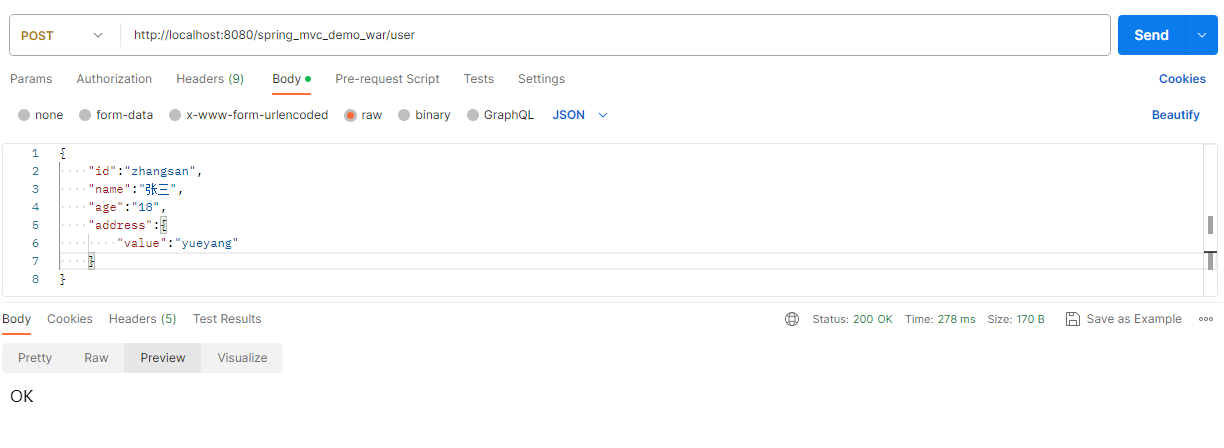 POST http://localhost:8080/spring_mvc_demo_war/user Send
Params Authorization Headers (9) Body Pre-request Script Tests Settings Cookies
none form-data x-www-form-urlencoded raw binary GraphQL JSON Beautify
1 {
2 "id":"zhangsan",
3 "name":"张三",
4 "age":"18",
5 "address":{
6 "value":"yueyang"
7 }
8 }
Body Cookies Headers (5) Test Results Status: 200 OK Time: 278 ms Size: 170 B Save as Example
Pretty Raw Preview Visualize
OK